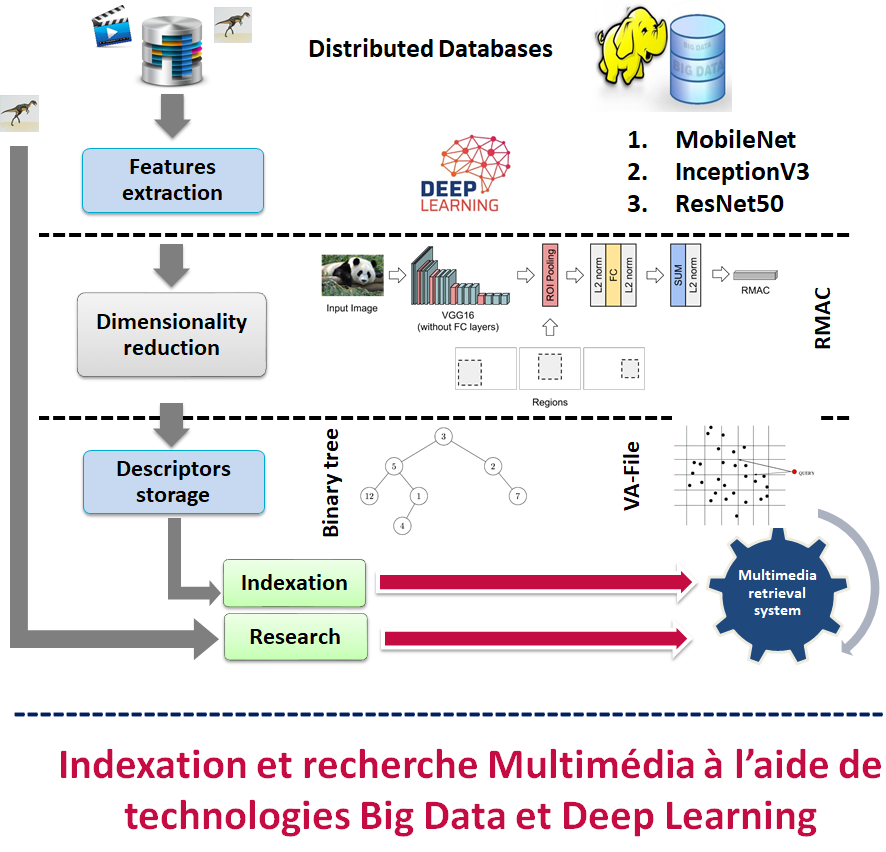 Distributed Databases
BIG DATA
BIG DATA
Features
extraction
DEEP
LEARNING
1. MobileNet
2. InceptionV3
3. ResNet50
Dimensionality
reduction
Input Image
VGG16
(without FC layers)
ROI Pooling
L2 norm
FC
L2 norm
SUM
L2 norm
RMAC
Regions
RMAC
Descriptors
storage
Binary tree
3
5
2
12
1
7
4
VA-File
QUERY
Indexation
Research
Multimedia
retrieval
system
Indexation et recherche Multimédia à l’aide de
technologies Big Data et Deep Learning